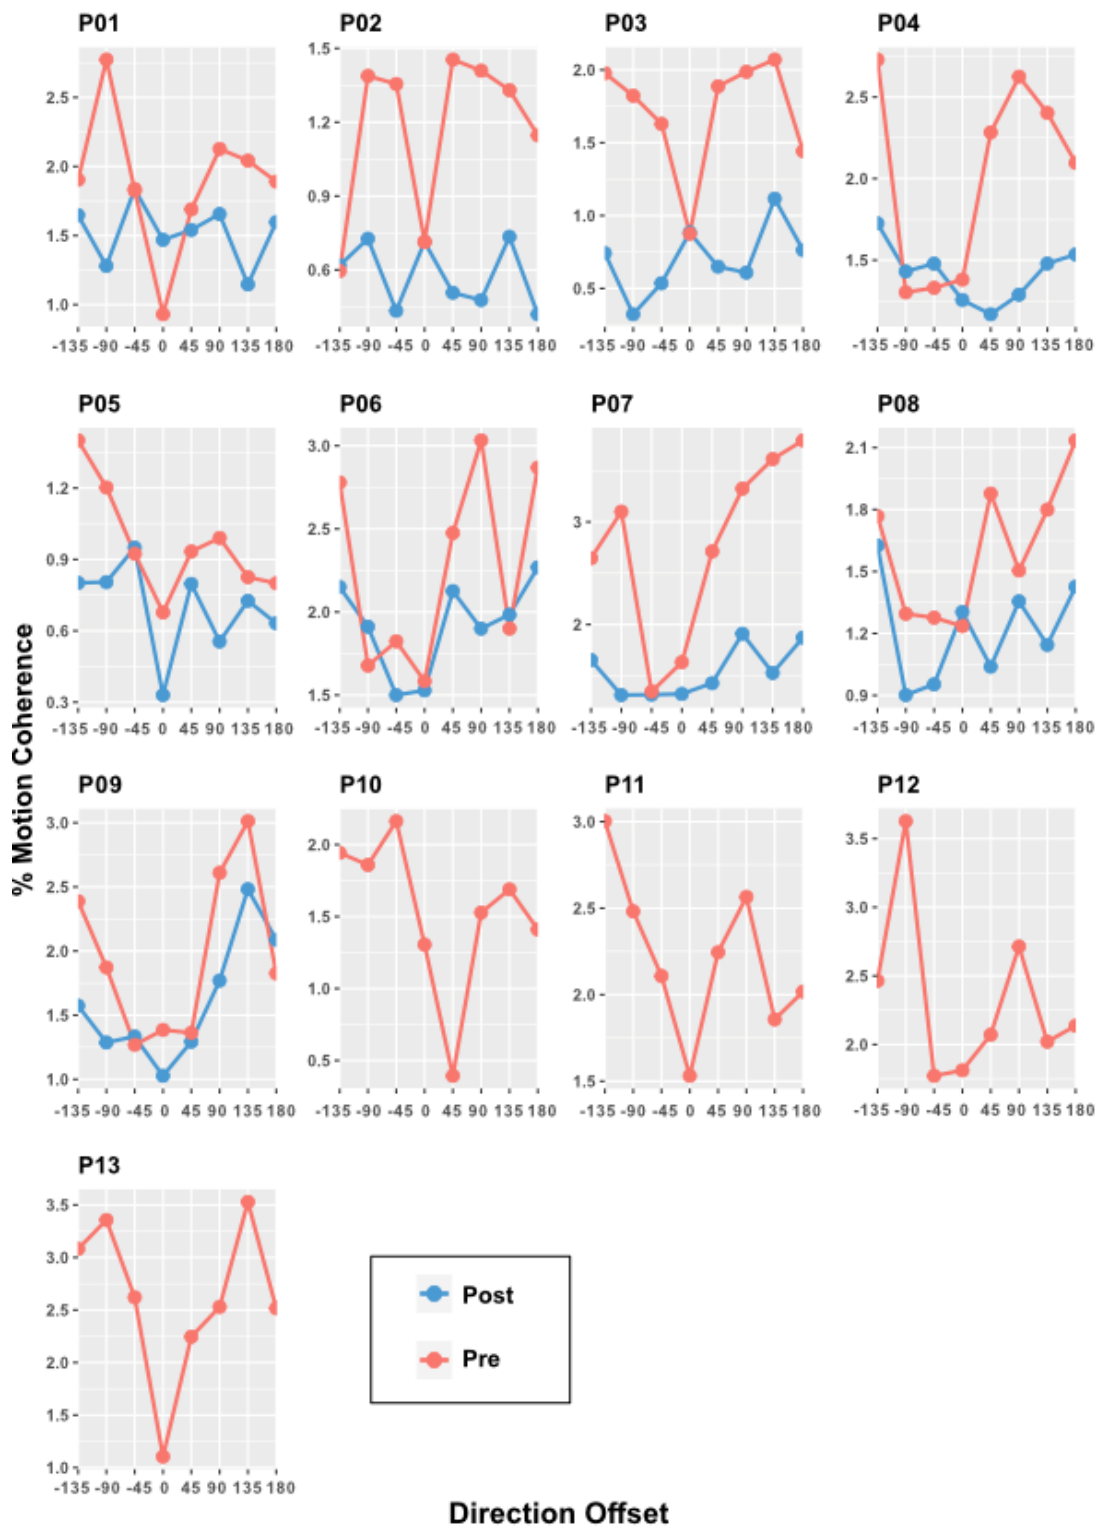 P01 P02 P03 P04
2.5 2.0 1.5 1.0
1.5 1.2 0.9 0.6
2.0 1.5 1.0 0.5
2.5 2.0 1.5
-135 -90 -45 0 45 90 135 180
-135 -90 -45 0 45 90 135 180
-135 -90 -45 0 45 90 135 180
-135 -90 -45 0 45 90 135 180
P05 P06 P07 P08
1.2 0.9 0.6 0.3
3.0 2.5 2.0 1.5
3 2
2.1 1.8 1.5 1.2 0.9
-135 -90 -45 0 45 90 135 180
-135 -90 -45 0 45 90 135 180
-135 -90 -45 0 45 90 135 180
-135 -90 -45 0 45 90 135 180
% Motion Coherence
P09 P10 P11 P12
3.0 2.5 2.0 1.5 1.0
2.0 1.5 1.0 0.5
3.0 2.5 2.0 1.5
3.5 3.0 2.5 2.0
-135 -90 -45 0 45 90 135 180
-135 -90 -45 0 45 90 135 180
-135 -90 -45 0 45 90 135 180
-135 -90 -45 0 45 90 135 180
P13
3.5 3.0 2.5 2.0 1.5 1.0
-135 -90 -45 0 45 90 135 180
Post
Pre
Direction Offset